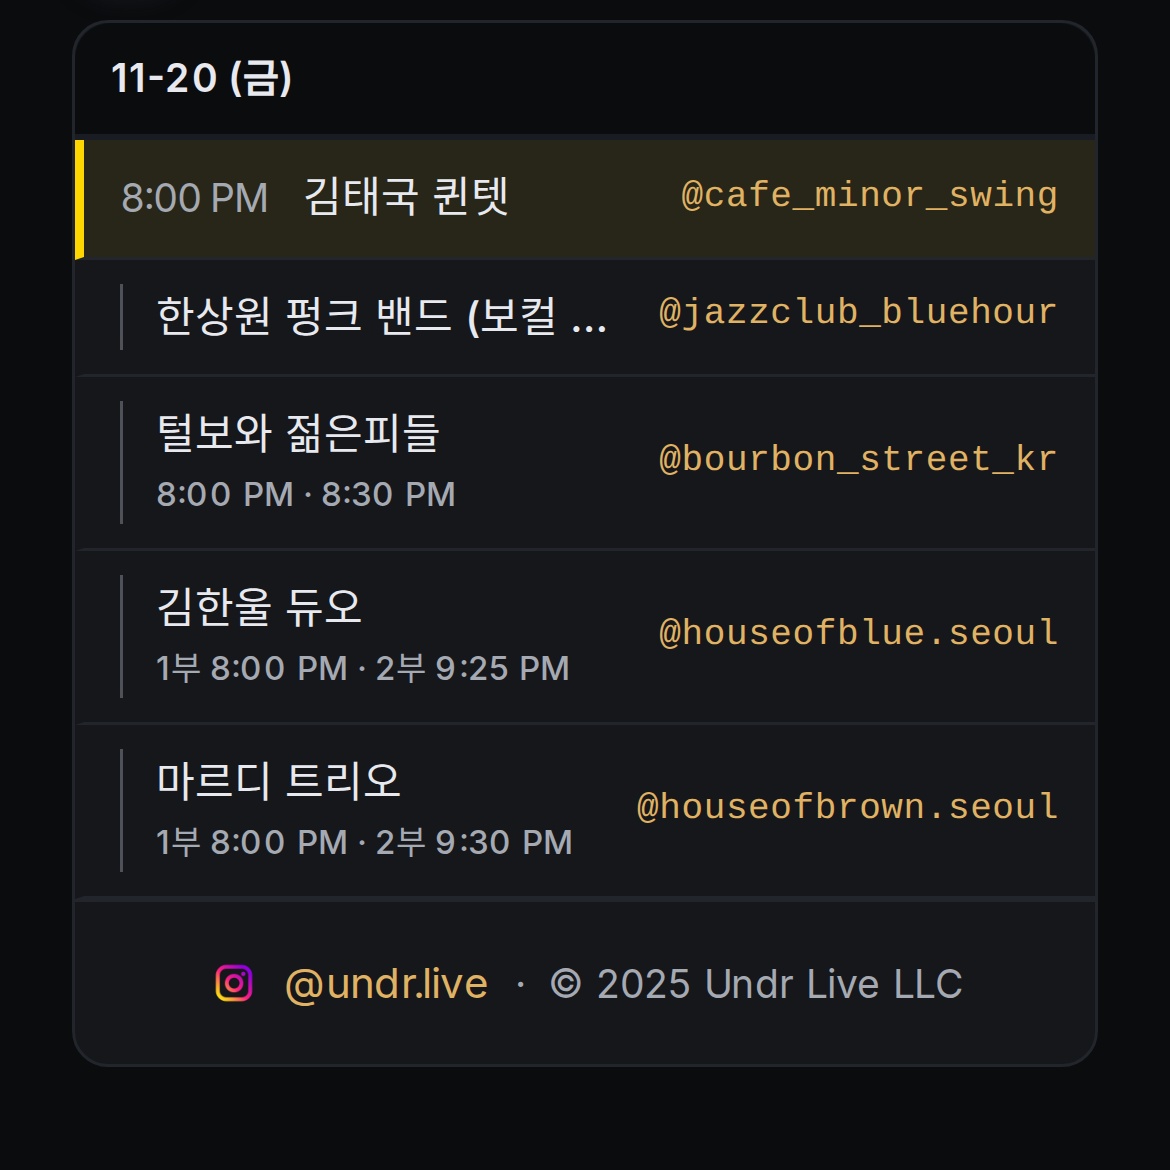 11-20 (금)
8:00 PM 김태국 퀸텟 @cafe_minor_swing
한상원 펑크 밴드 (보컬 ... @jazzclub_bluehour
털보와 젊은피들 @bourbon_street_kr
8:00 PM · 8:30 PM
김한울 듀오 @houseofblue.seoul
1부 8:00 PM · 2부 9:25 PM
마르디 트리오 @houseofbrown.seoul
1부 8:00 PM · 2부 9:30 PM
@undr.live · © 2025 Undr Live LLC